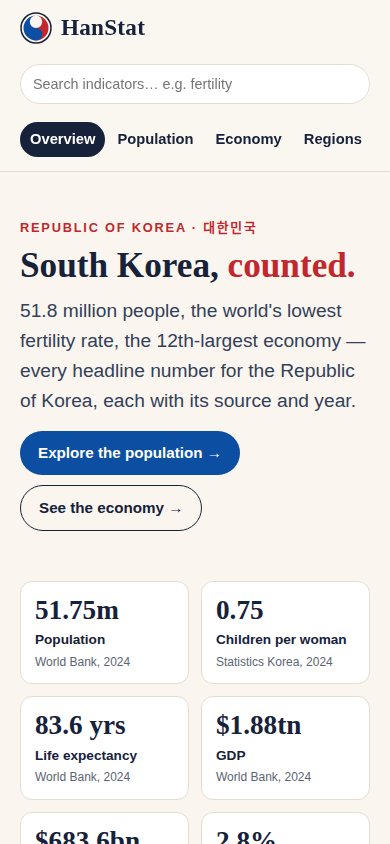 HanStat
Search indicators… e.g. fertility
Overview Population Economy Regions
REPUBLIC OF KOREA · 대한민국
South Korea, counted.
51.8 million people, the world's lowest
fertility rate, the 12th-largest economy —
every headline number for the Republic
of Korea, each with its source and year.
Explore the population →
See the economy →
51.75m
Population
World Bank, 2024
0.75
Children per woman
Statistics Korea, 2024
83.6 yrs
Life expectancy
World Bank, 2024
$1.88tn
GDP
World Bank, 2024
$683.6bn
2.8%